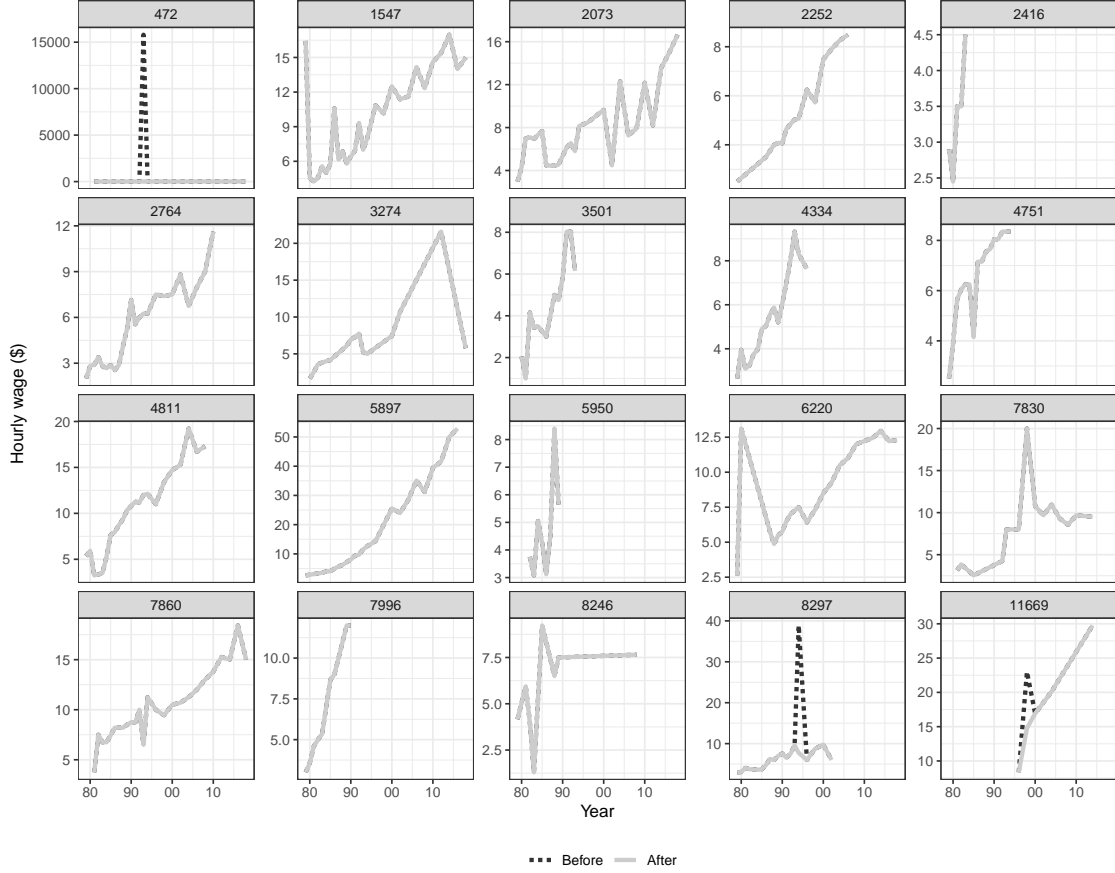 472 1547 2073 2252 2416
15000 10000 5000 0
15 12 9 6
16 12 8 4
8 6 4
4.5 4.0 3.5 3.0 2.5
2764 3274 3501 4334 4751
12 9 6 3
20 15 10 5
8 6 4 2
8 6 4
8 6 4
4811 5897 5950 6220 7830
20 15 10 5
50 40 30 20 10
8 7 6 5 4 3
12.5 10.0 7.5 5.0 2.5
20 15 10 5
7860 7996 8246 8297 11669
15 10 5
10.0 7.5 5.0
7.5 5.0 2.5
40 30 20 10
30 25 20 15 10
80 90 00 10 80 90 00 10 80 90 00 10 80 90 00 10 80 90 00 10
Hourly wage ($)
Year
Before After